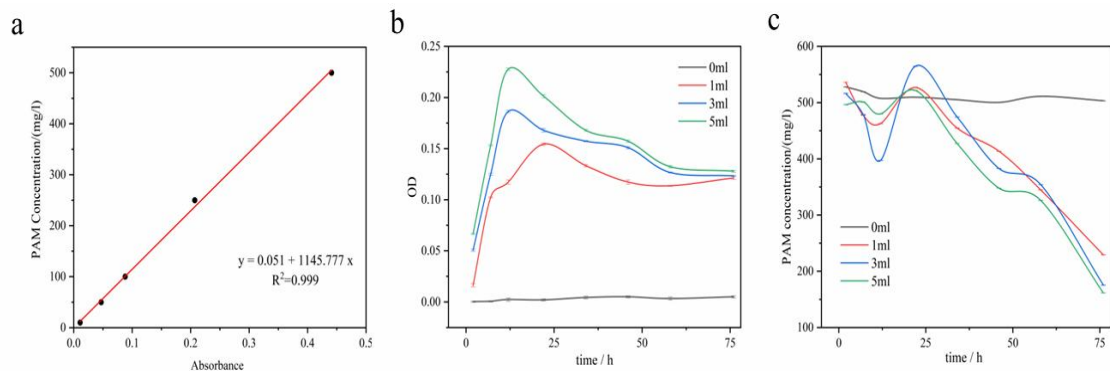 a
PAM Concentration/(mg/l)
500
400
300
200
100
0
0.0 0.1 0.2 0.3 0.4 0.5
Absorbance
y = 0.051 + 1145.777 x
R²=0.999
b
OD
0.25
0.20
0.15
0.10
0.05
0.00
0 25 50 75
time / h
0ml
1ml
3ml
5ml
c
PAM concentration/(mg/l)
600
500
400
300
200
100
0 25 50 75
time / h
0ml
1ml
3ml
5ml